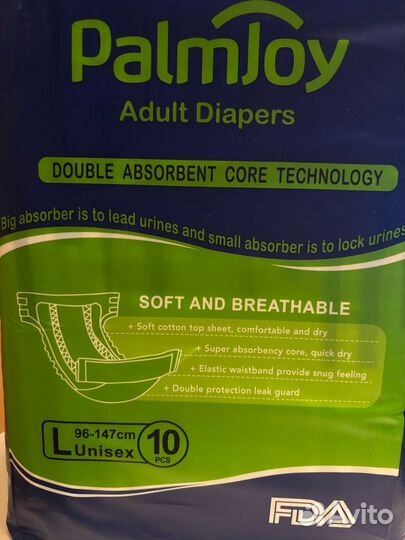 PalmJoy
Adult Diapers
DOUBLE ABSORBENT CORE TECHNOLOGY
Big absorber is to lead urines and small absorber is to lock urines
SOFT AND BREATHABLE
+ Soft cotton top sheet, comfortable and dry
+ Super absorbency core, quick dry
+ Elastic waistband provide snug feeling
+ Double protection leak guard
L 96-147cm Unisex 10 PCS
FDA
Avito